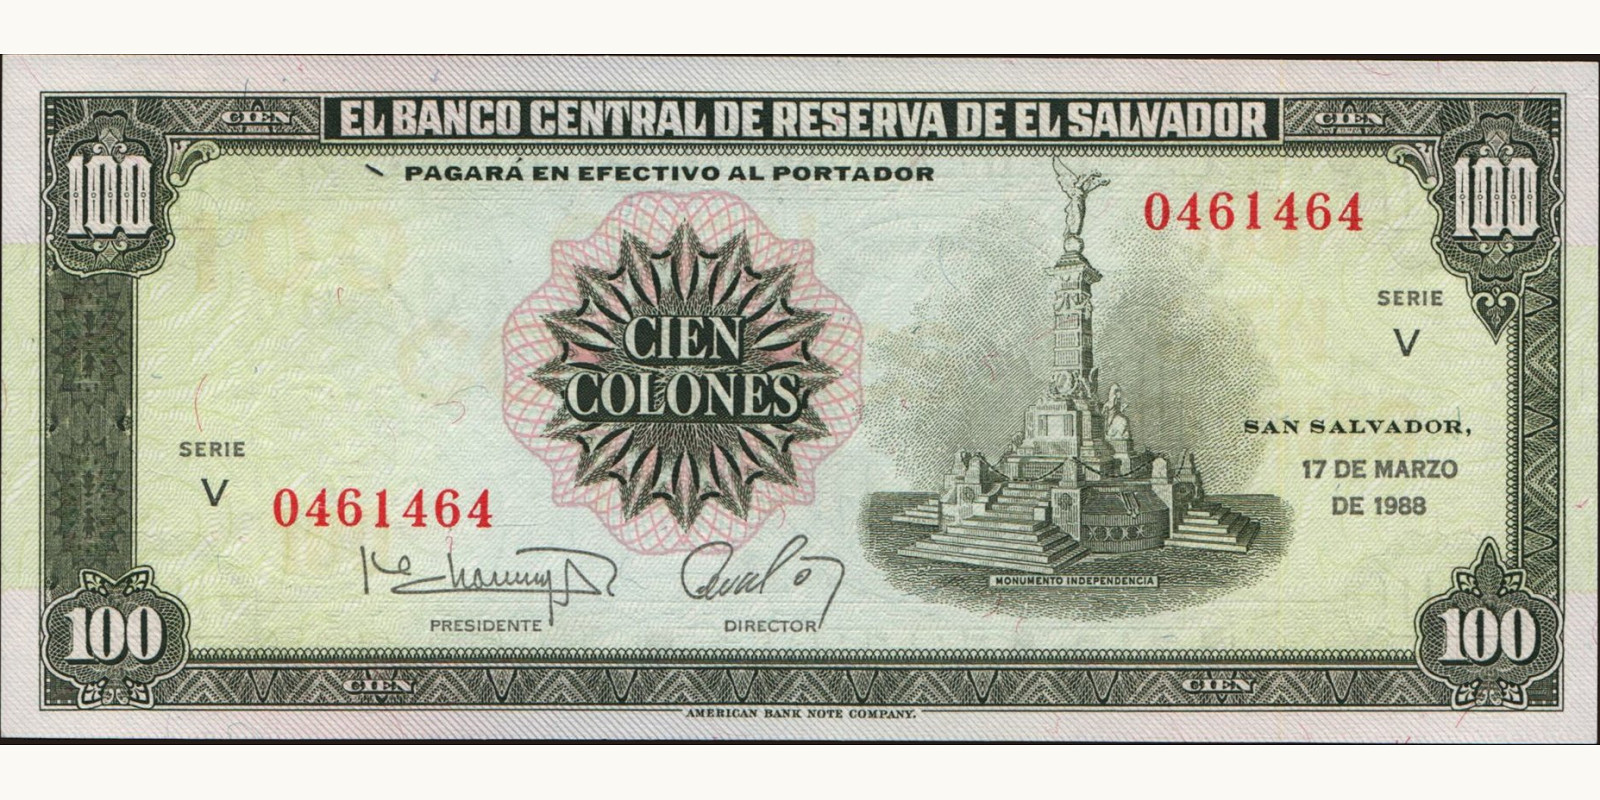 EL BANCO CENTRAL DE RESERVA DE EL SALVADOR
CIEN
CIEN
100
100
PAGARÁ EN EFECTIVO AL PORTADOR
0461464
SERIE
V
CIEN
COLONES
SAN SALVADOR,
17 DE MARZO
DE 1988
SERIE
V
0461464
MONUMENTO INDEPENDENCIA
PRESIDENTE
DIRECTOR
100
100
CIEN
CIEN
AMERICAN BANK NOTE COMPANY.